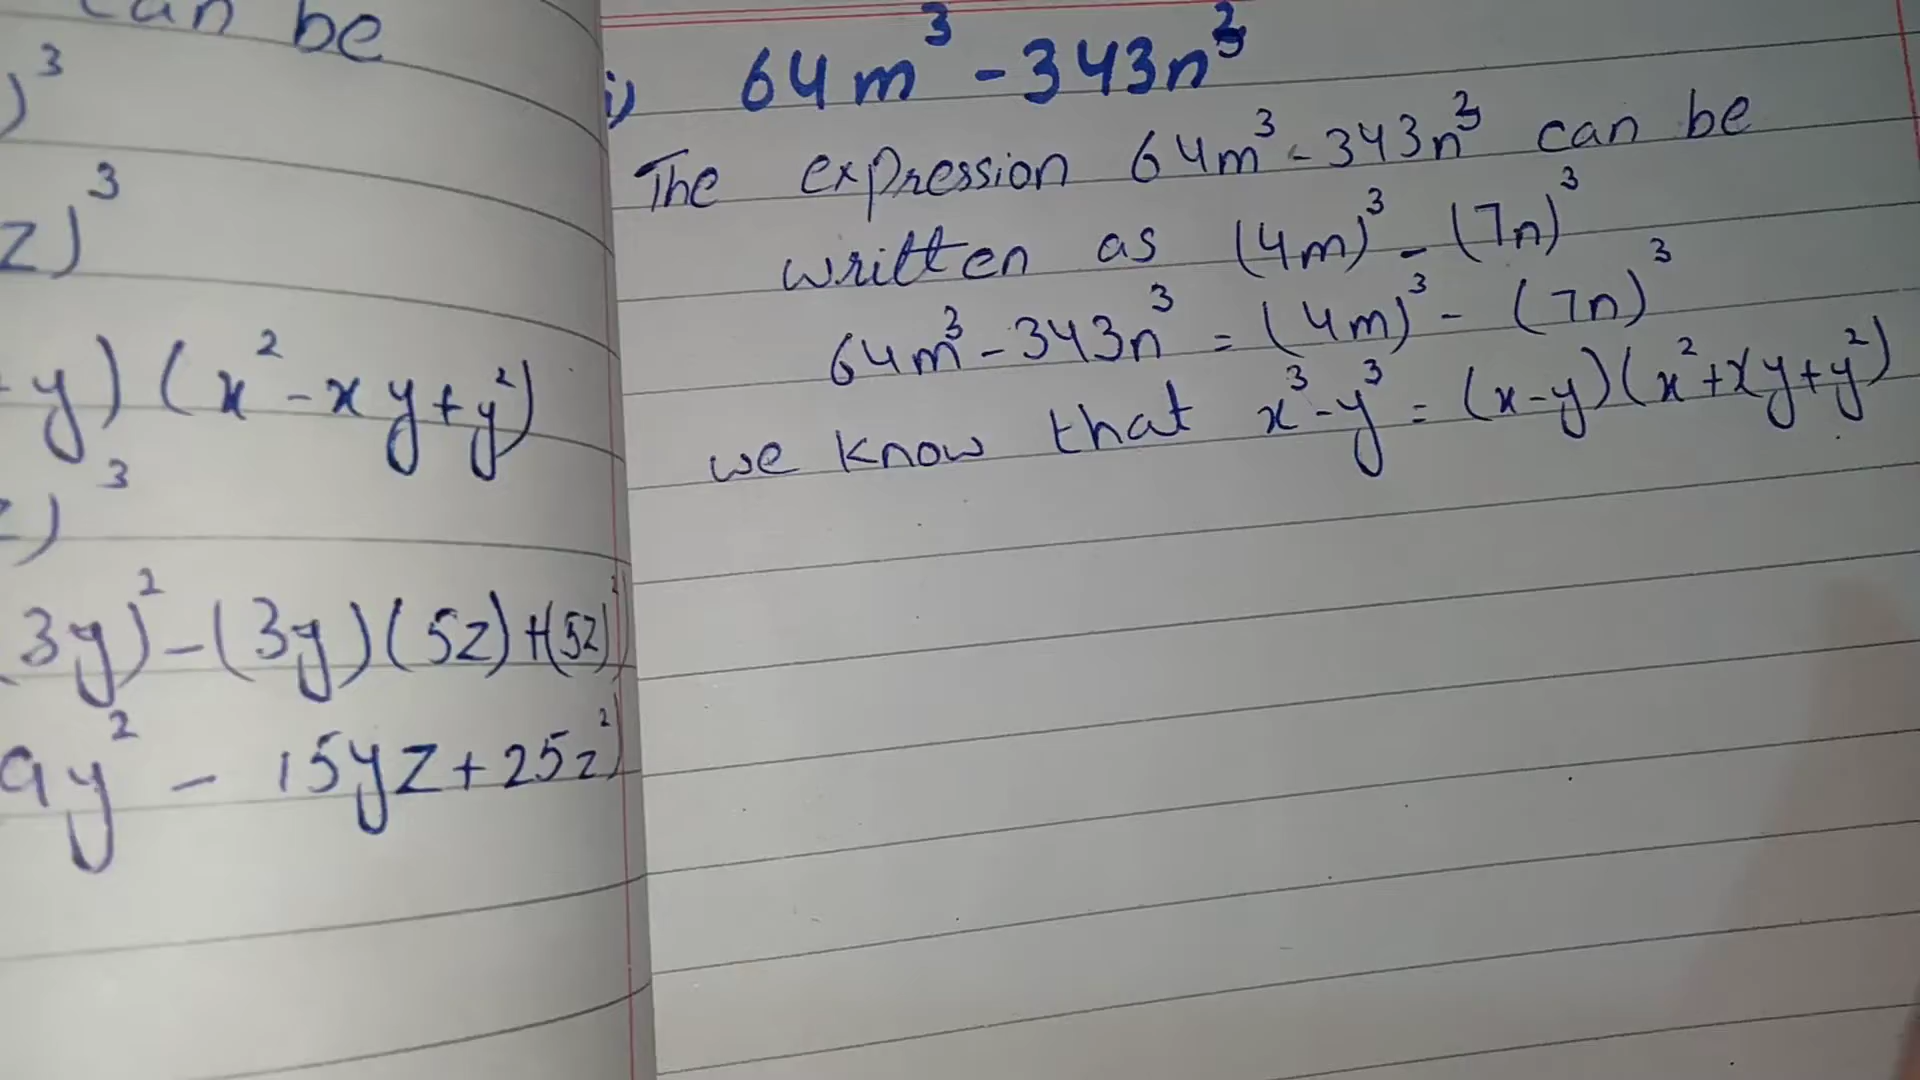 can be
)³
z)³
y) (x² - xy + y²)
z)³
(3y)² - (3y) (5z) + (5z)²)
9y² - 15yz + 25z²)
i) 64m³ - 343n³
The expression 64m³ - 343n³ can be
written as (4m)³ - (7n)³
64m³ - 343n³ = (4m)³ - (7n)³
we know that x³ - y³ = (x - y) (x² + xy + y²)